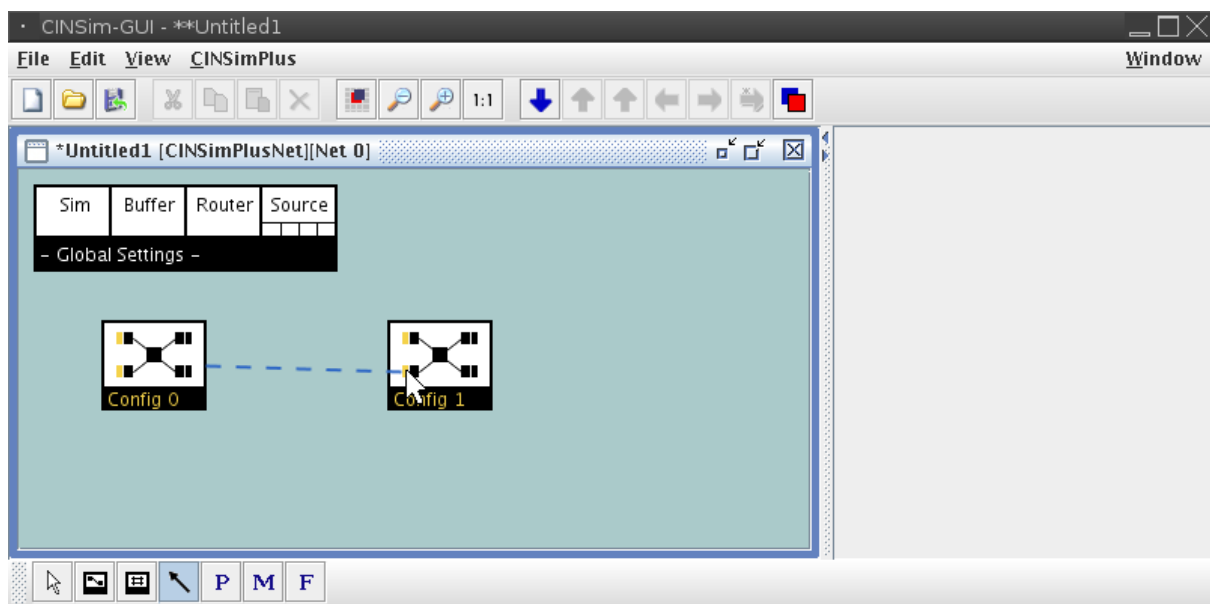 CINSim-GUI - **Untitled1
File Edit View CINSimPlus Window
1:1
*Untitled1 [CINSimPlusNet][Net 0]
Sim Buffer Router Source
- Global Settings -
Config 0 Config 1
P M F